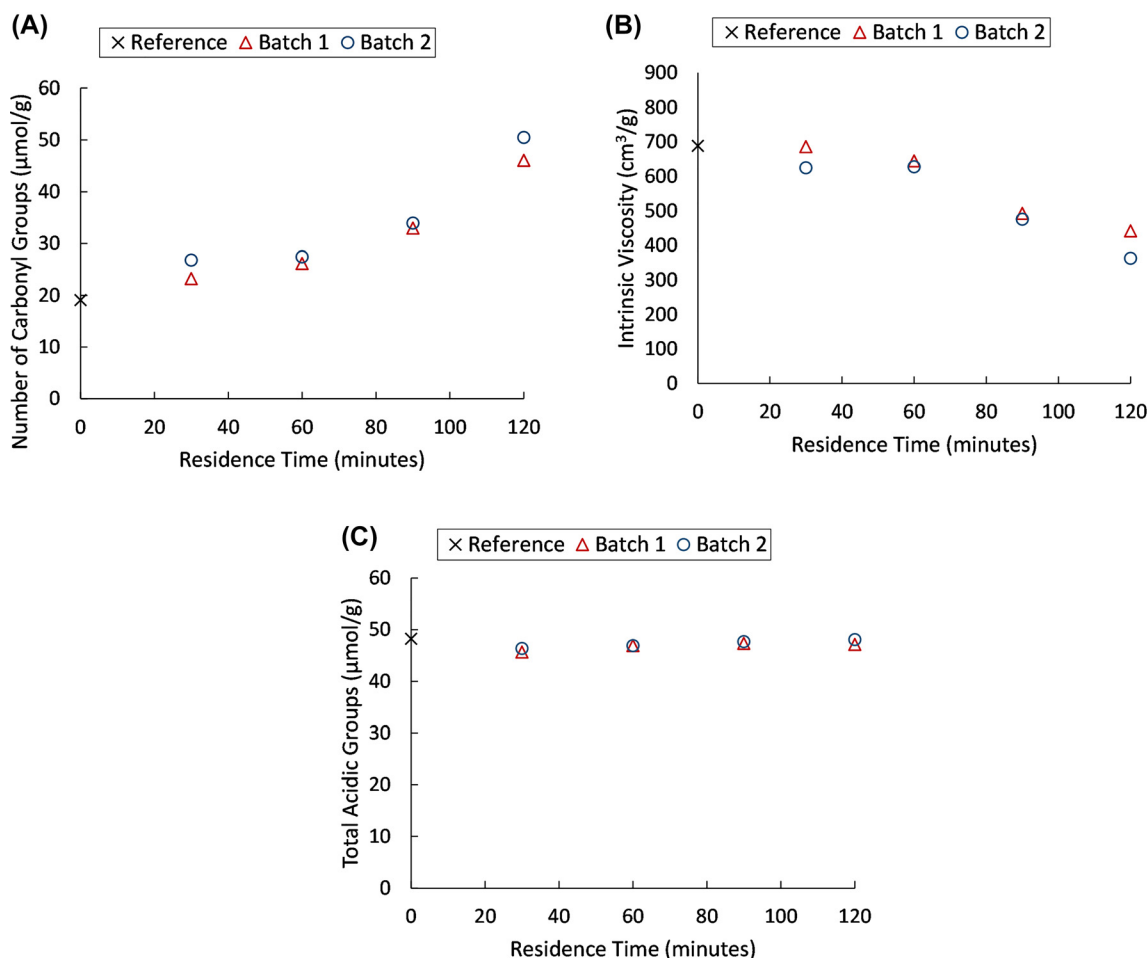 (A)
Reference Batch 1 Batch 2
Number of Carbonyl Groups (µmol/g)
60
50
40
30
20
10
0
0 20 40 60 80 100 120
Residence Time (minutes)
(B)
Reference Batch 1 Batch 2
Intrinsic Viscosity (cm³/g)
900
800
700
600
500
400
300
200
100
0
0 20 40 60 80 100 120
Residence Time (minutes)
(C)
Reference Batch 1 Batch 2
Total Acidic Groups (µmol/g)
60
50
40
30
20
10
0
0 20 40 60 80 100 120
Residence Time (minutes)